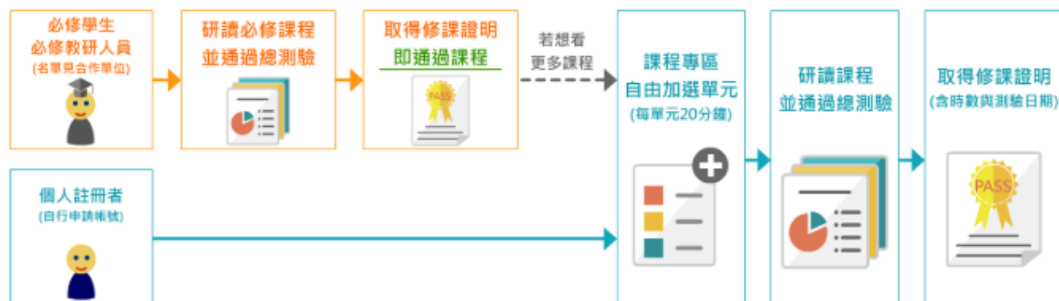 必修學生
必修教研人員
(名單見合作單位)
研讀必修課程
並通過總測驗
取得修課證明
即通過課程
PASS
若想看
更多課程
課程專區
自由加選單元
(每單元20分鐘)
研讀課程
並通過總測驗
取得修課證明
(含時數與測驗日期)
PASS
個人註冊者
(自行申請帳號)